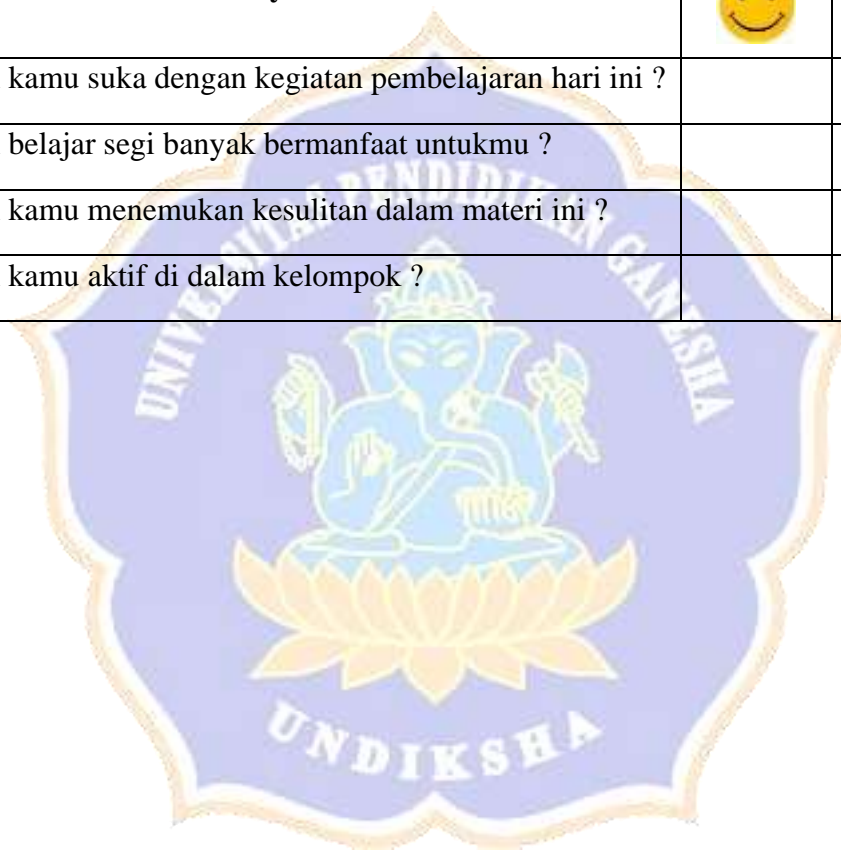 kamu suka dengan kegiatan pembelajaran hari ini ?
belajar segi banyak bermanfaat untukmu ?
kamu menemukan kesulitan dalam materi ini ?
kamu aktif di dalam kelompok ?
UNIVERSITAS PENDIDIKAN GANESHA
UNDIKSHA